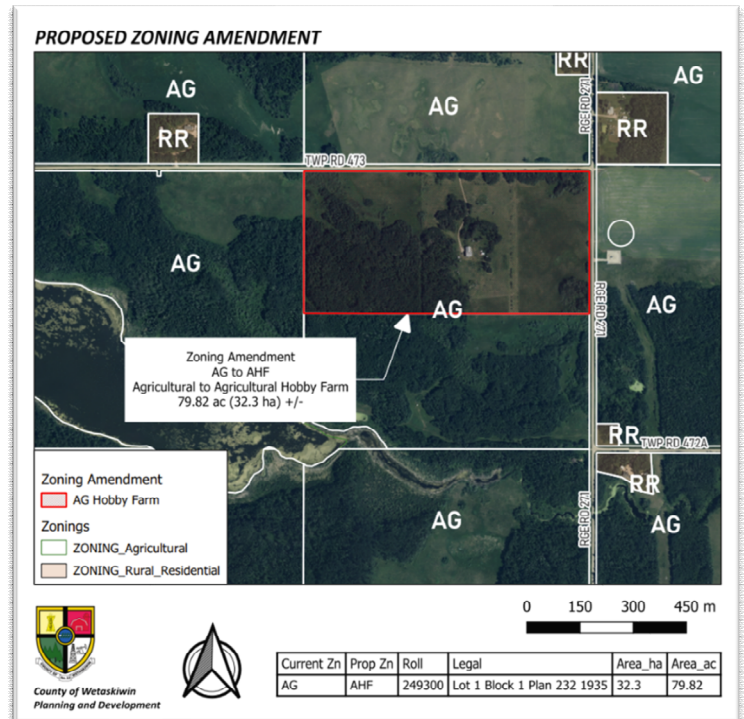 PROPOSED ZONING AMENDMENT
RR
AG
AG
AG
RGE RD 271
RR
RR
TWP RD 473
AG
AG
AG
RGE RD 271
Zoning Amendment
AG to AHF
Agricultural to Agricultural Hobby Farm
79.82 ac (32.3 ha) +/-
RR
TWP RD 472A
RR
AG
AG
RGE RD 271
Zoning Amendment
AG Hobby Farm
Zonings
ZONING_Agricultural
ZONING_Rural_Residential
0 150 300 450 m
Current Zn Prop Zn Roll Legal Area_ha Area_ac
AG AHF 249300 Lot 1 Block 1 Plan 232 1935 32.3 79.82
County of Wetaskiwin
Planning and Development